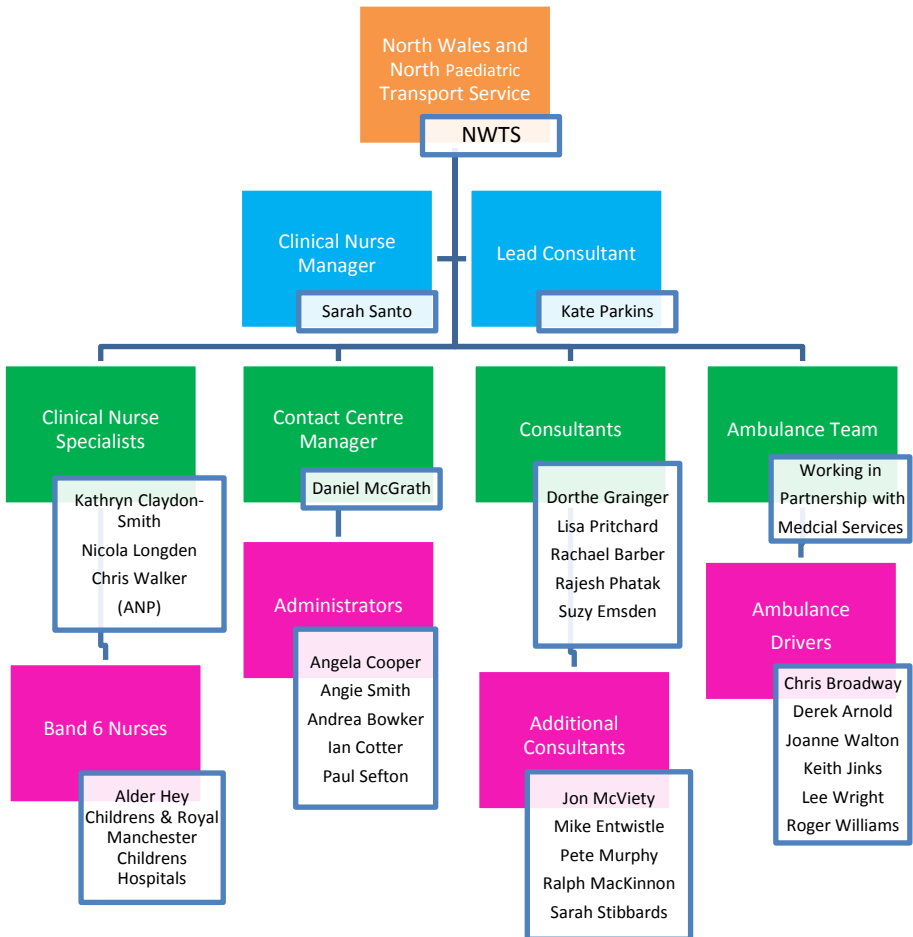 North Wales and
North Paediatric
Transport Service
NWTS
Clinical Nurse
Manager
Sarah Santo
Lead Consultant
Kate Parkins
Clinical Nurse
Specialists
Kathryn Claydon-
Smith
Nicola Longden
Chris Walker
(ANP)
Band 6 Nurses
Alder Hey
Childrens & Royal
Manchester
Childrens
Hospitals
Contact Centre
Manager
Daniel McGrath
Administrators
Angela Cooper
Angie Smith
Andrea Bowker
Ian Cotter
Paul Sefton
Consultants
Dorthe Grainger
Lisa Pritchard
Rachael Barber
Rajesh Phatak
Suzy Emsden
Additional
Consultants
Jon McViety
Mike Entwistle
Pete Murphy
Ralph MacKinnon
Sarah Stibbards
Ambulance Team
Working in
Partnership with
Medcial Services
Ambulance
Drivers
Chris Broadway
Derek Arnold
Joanne Walton
Keith Jinks
Lee Wright
Roger Williams